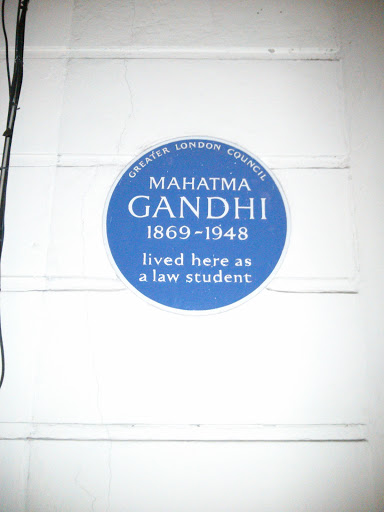 GREATER LONDON COUNCIL
MAHATMA
GANDHI
1869-1948
lived here as
a law student